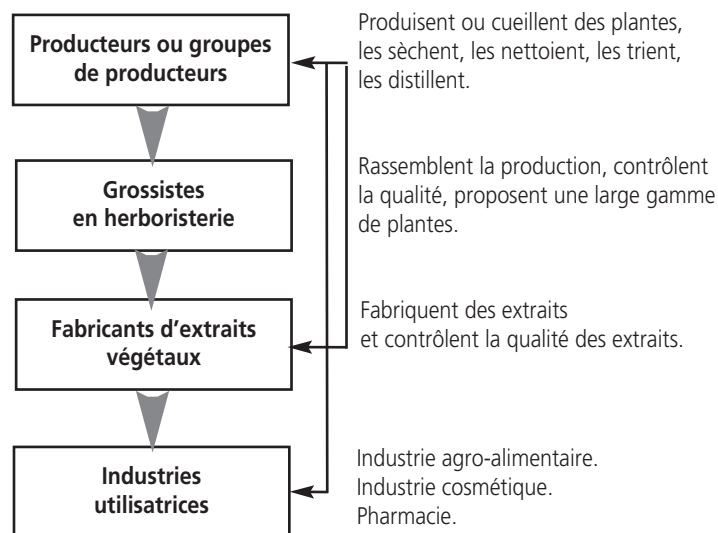 Producteurs ou groupes
de producteurs
Produisent ou cueillent des plantes,
les sèchent, les nettoient, les trient,
les distillent.
Grossistes
en herboristerie
Rassemblent la production, contrôlent
la qualité, proposent une large gamme
de plantes.
Fabricants d'extraits
végétaux
Fabriquent des extraits
et contrôlent la qualité des extraits.
Industries
utilisatrices
Industrie agro-alimentaire.
Industrie cosmétique.
Pharmacie.